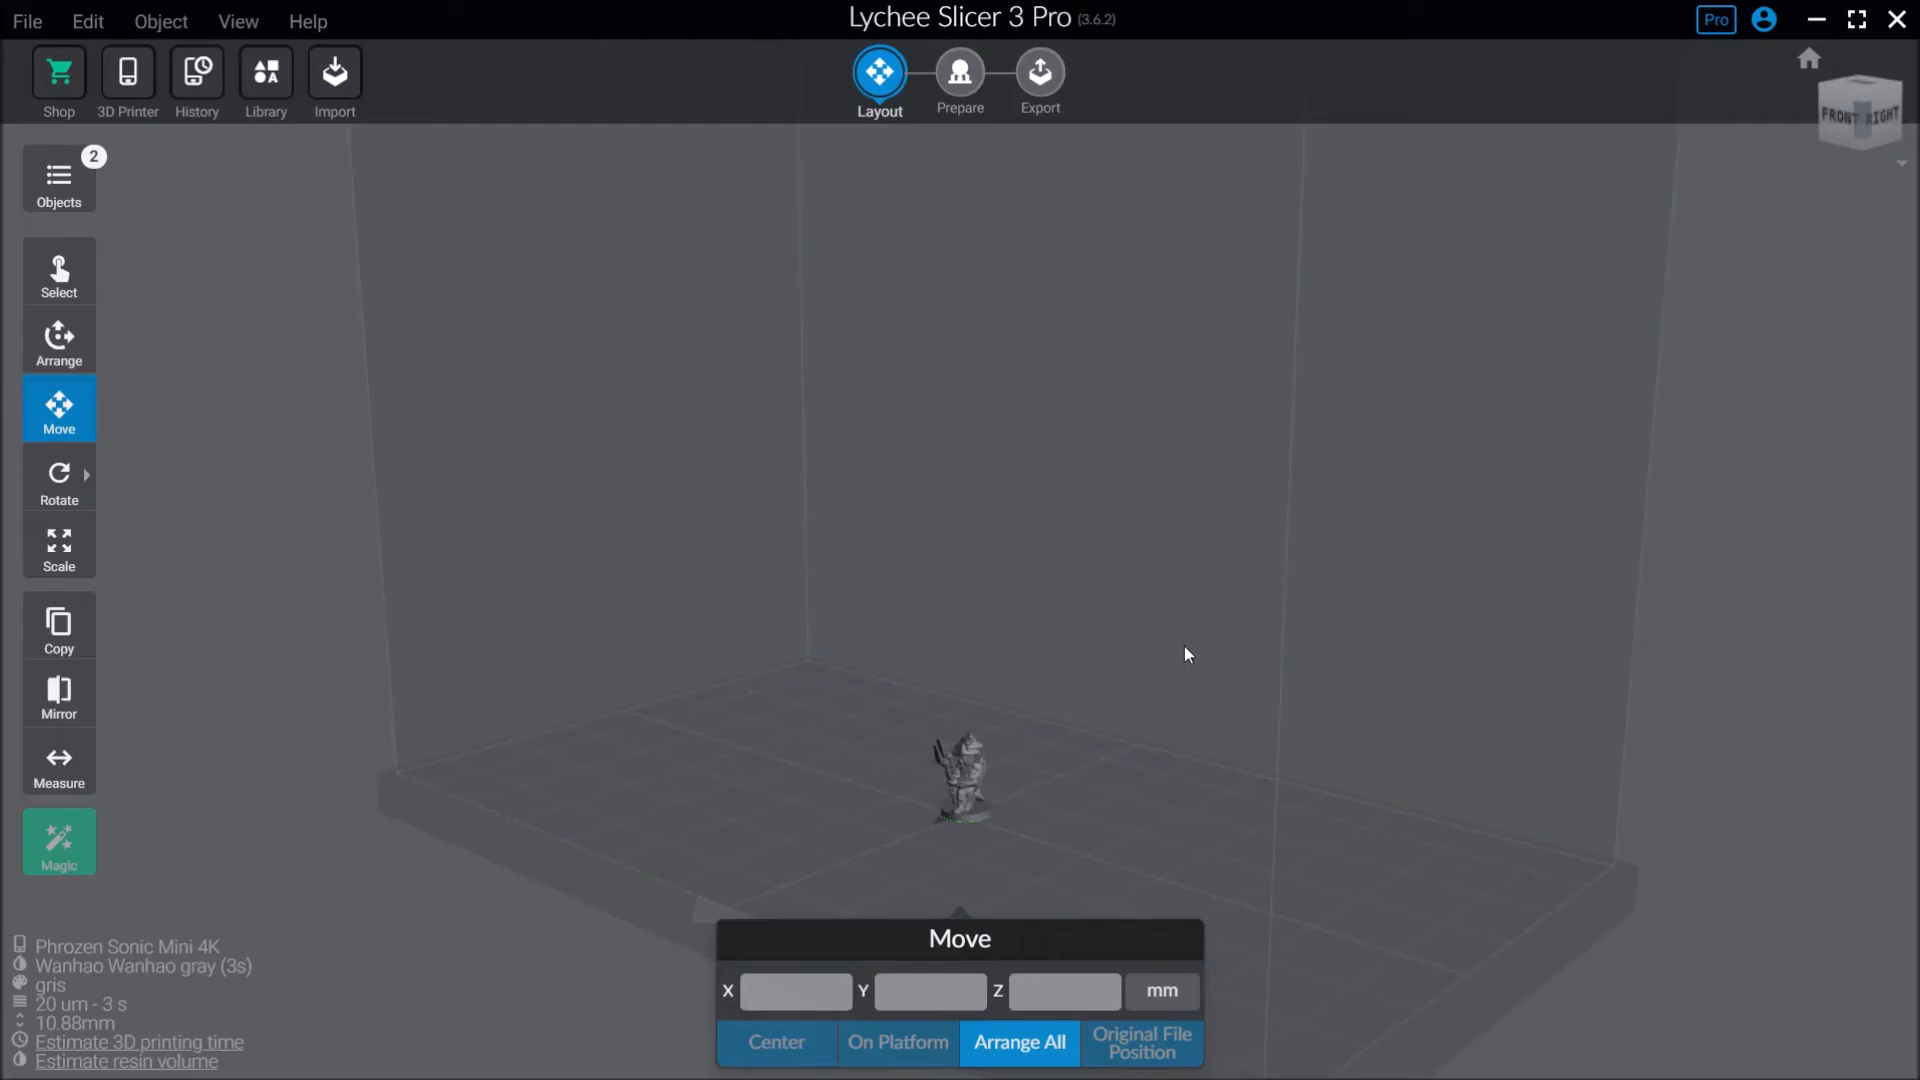 File Edit Object View Help
Lychee Slicer 3 Pro (3.6.2)
Pro
Shop
3D Printer
History
Library
Import
Layout
Prepare
Export
FRONT
RIGHT
2
Objects
Select
Arrange
Move
Rotate
Scale
Copy
Mirror
Measure
Magic
Phrozen Sonic Mini 4K
Wanhao Wanhao gray (3s)
gris
20 um - 3 s
10.88mm
Estimate 3D printing time
Estimate resin volume
Move
X Y Z mm
Center
On Platform
Arrange All
Original File
Position